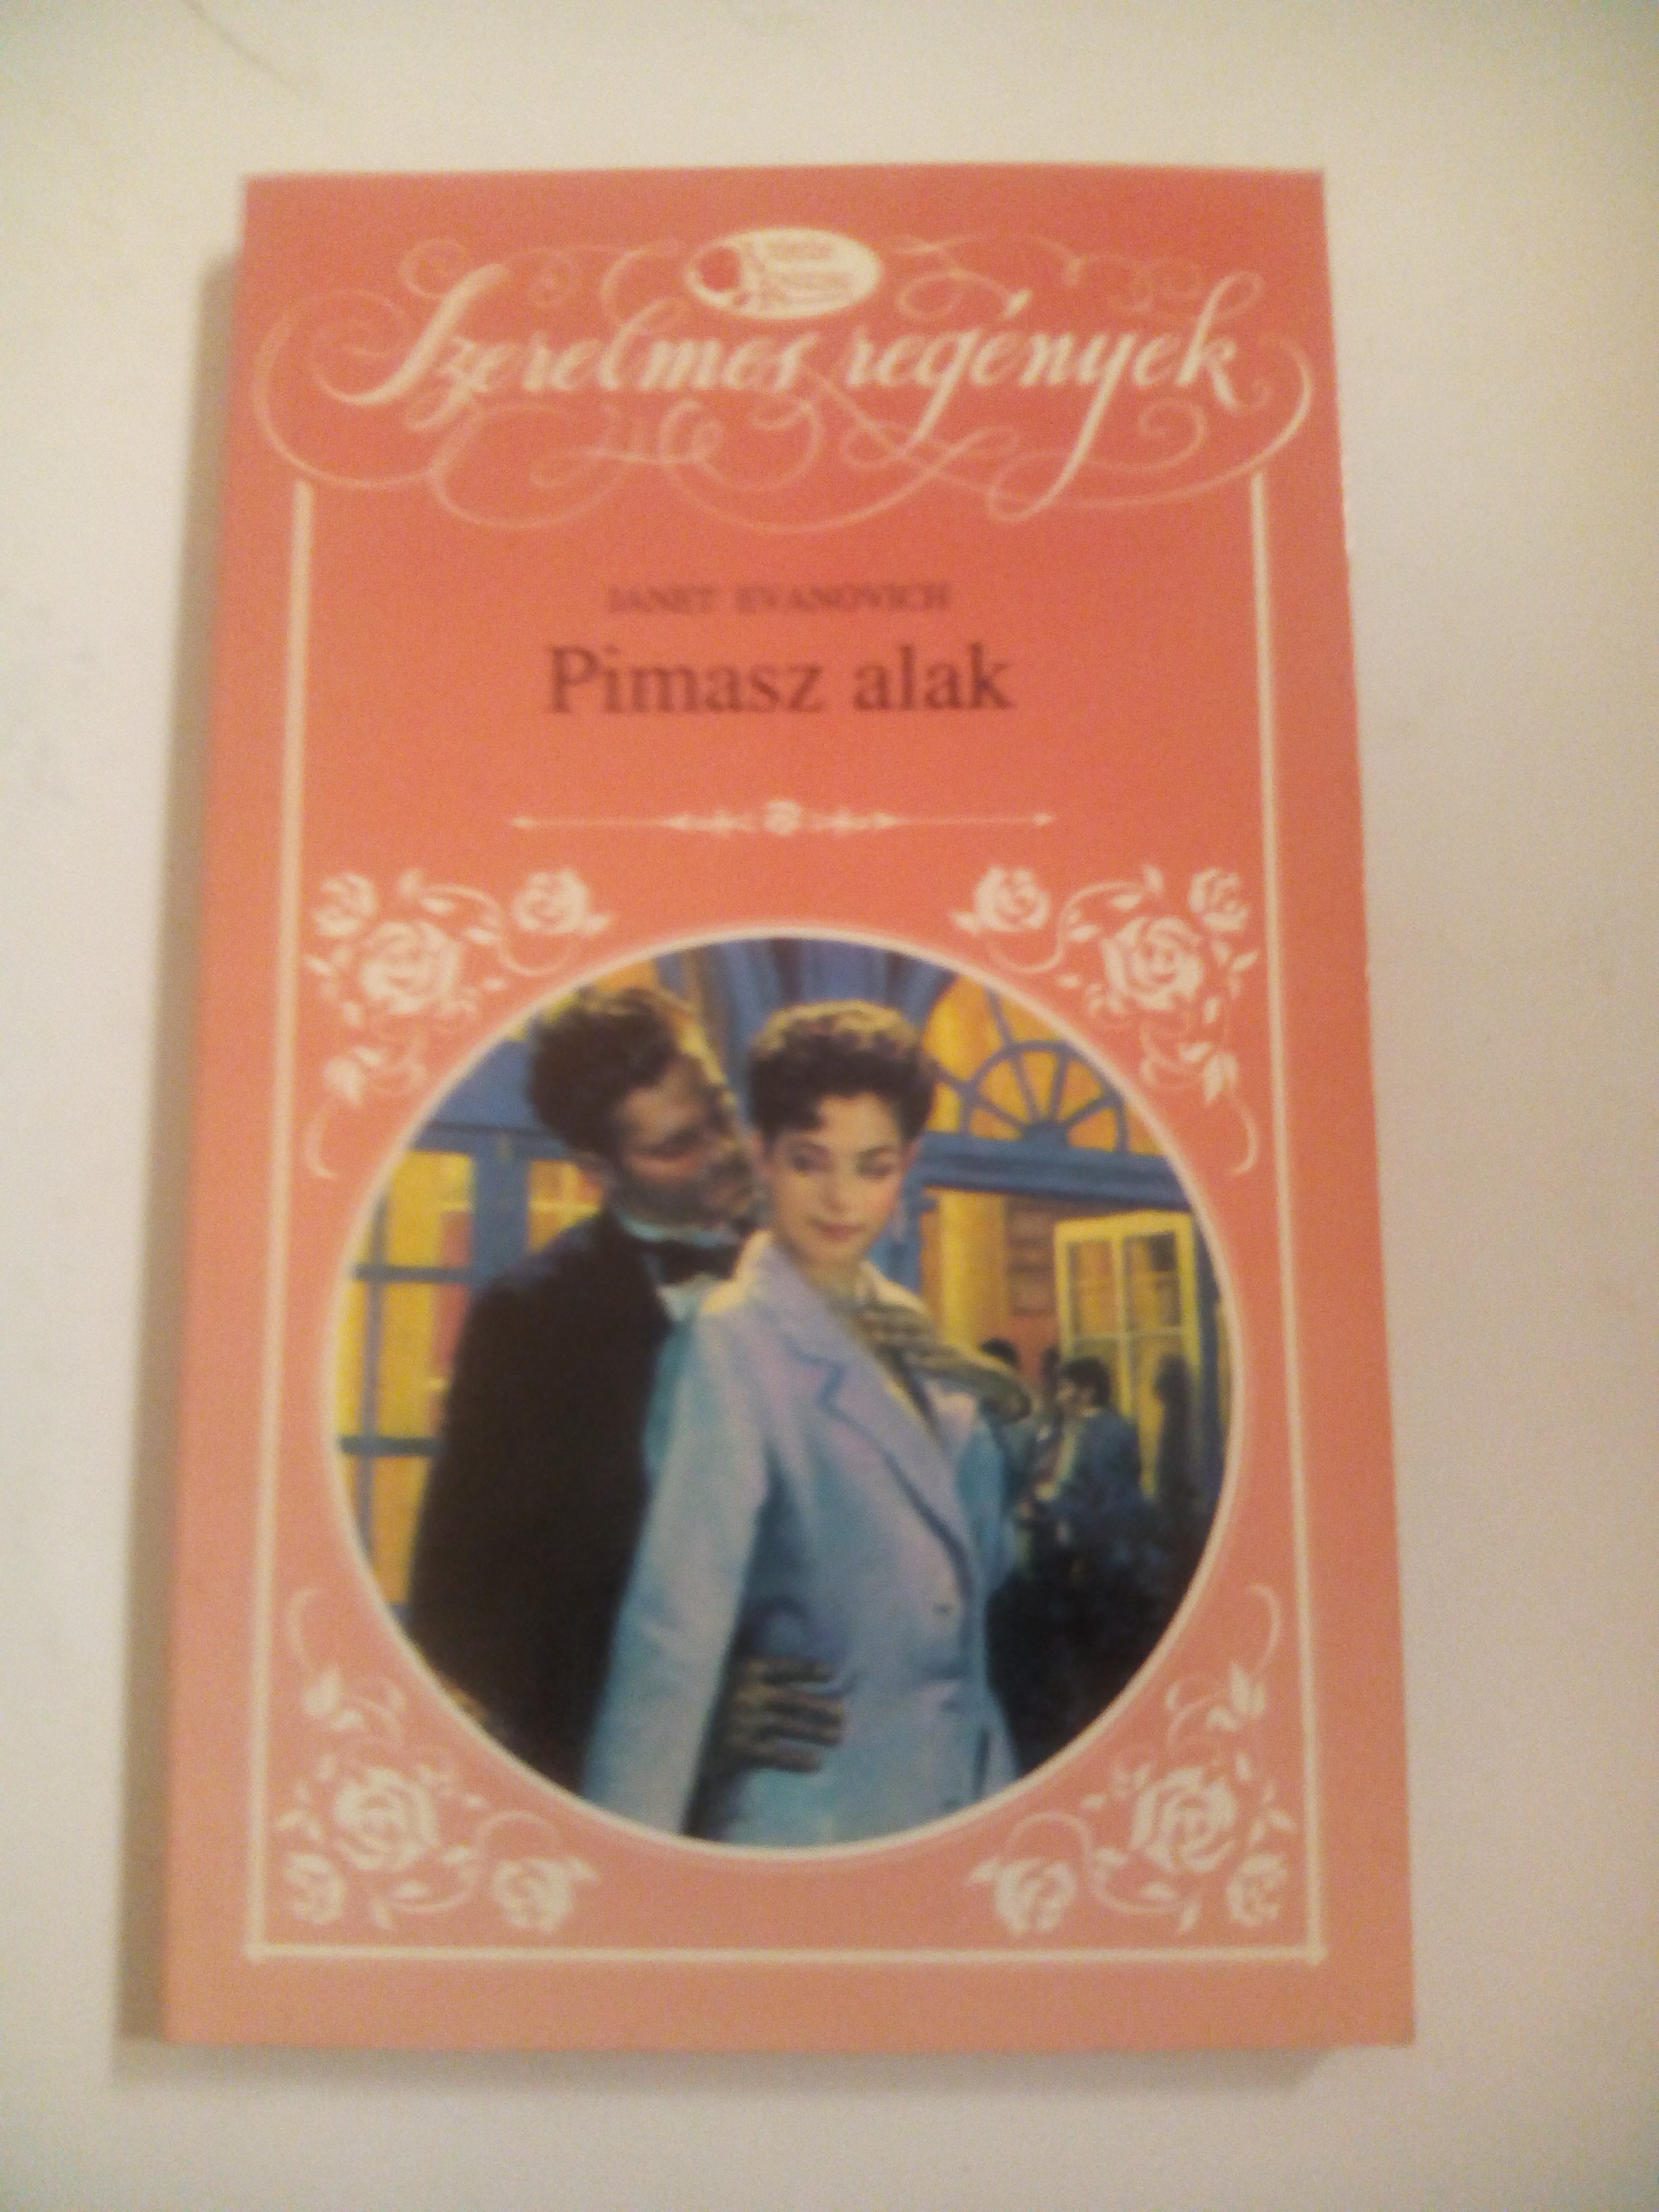 Szerelmes regények
JANET EVANOVICH
Pimasz alak